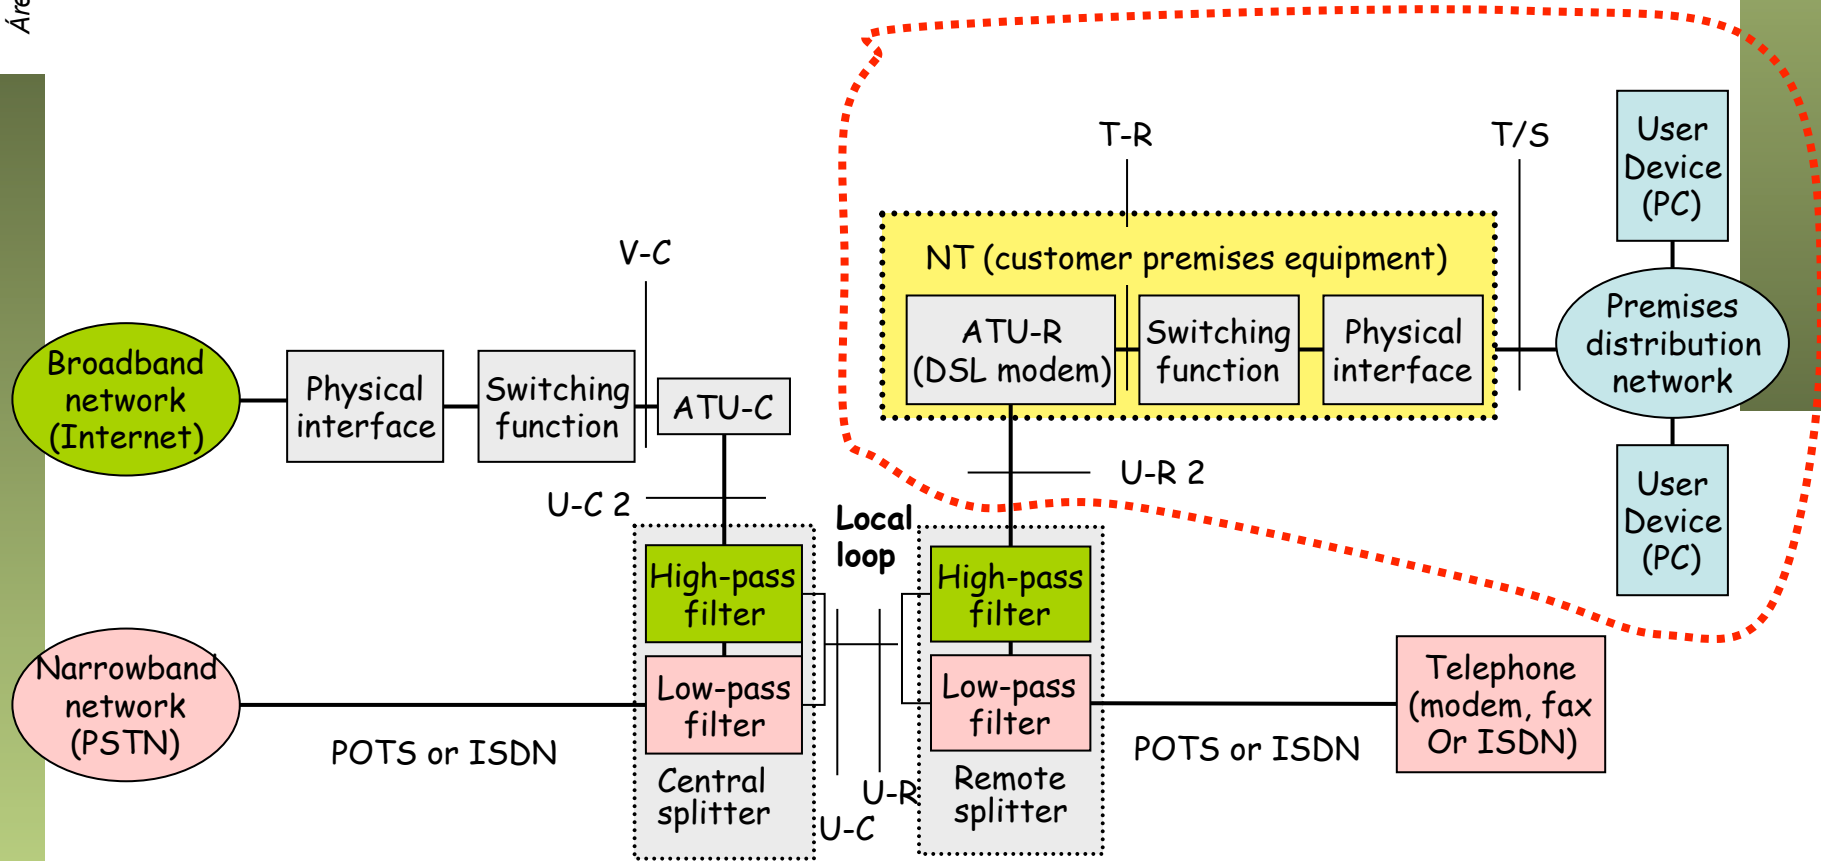 T-R
T/S
User
Device
(PC)
V-C
NT (customer premises equipment)
ATU-R
(DSL modem)
Switching
function
Physical
interface
Premises
distribution
network
Broadband
network
(Internet)
Physical
interface
Switching
function
ATU-C
U-C 2
U-R 2
User
Device
(PC)
Local
loop
High-pass
filter
High-pass
filter
Narrowband
network
(PSTN)
Low-pass
filter
Low-pass
filter
Telephone
(modem, fax
Or ISDN)
POTS or ISDN
POTS or ISDN
Central
splitter
U-R
U-C
Remote
splitter